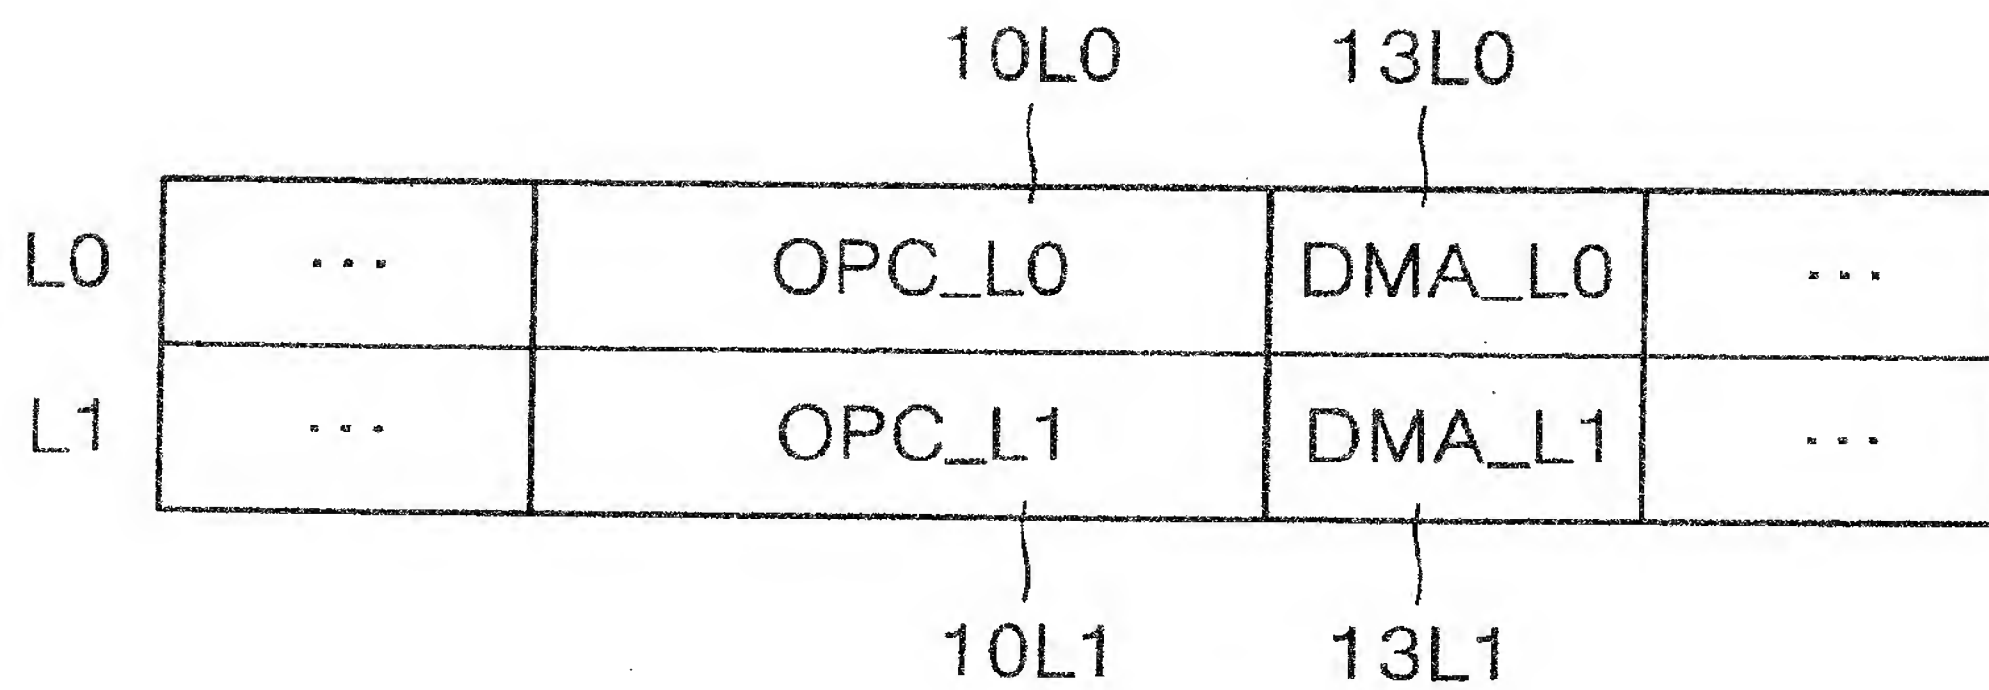 10L0 13L0
L0 ... OPC_L0 DMA_L0 ...
L1 ... OPC_L1 DMA_L1 ...
10L1 13L1